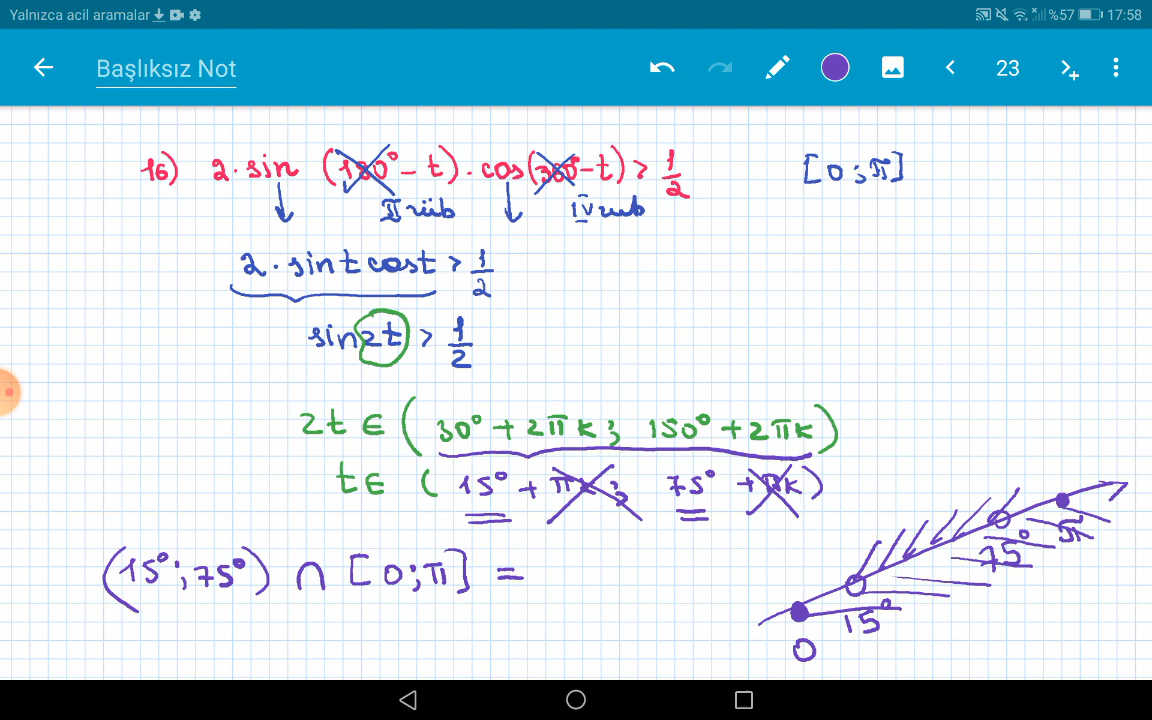 Yalnızca acil aramalar %57 17:58
Başlıksız Not 23
16) 2·sin (180° - t)·cos(360° - t) > 1/2 [0;π]
II rüb IV rüb
2·sint cost > 1/2
sin2t > 1/2
2t ∈ (30° + 2πk; 150° + 2πk)
t ∈ (15° + πk; 75° + πk)
(15°;75°) ∩ [0;π] =
0 15° 75° π